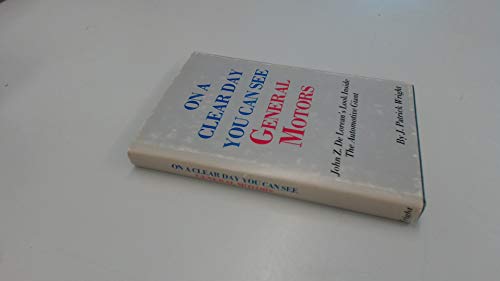 ON A
CLEAR DAY
YOU CAN SEE
GENERAL
MOTORS
John Z. De Lorean's Look Inside
The Automotive Giant
By J. Patrick Wright
ON A CLEAR DAY YOU CAN SEE
GENERAL MOTORS
Wright